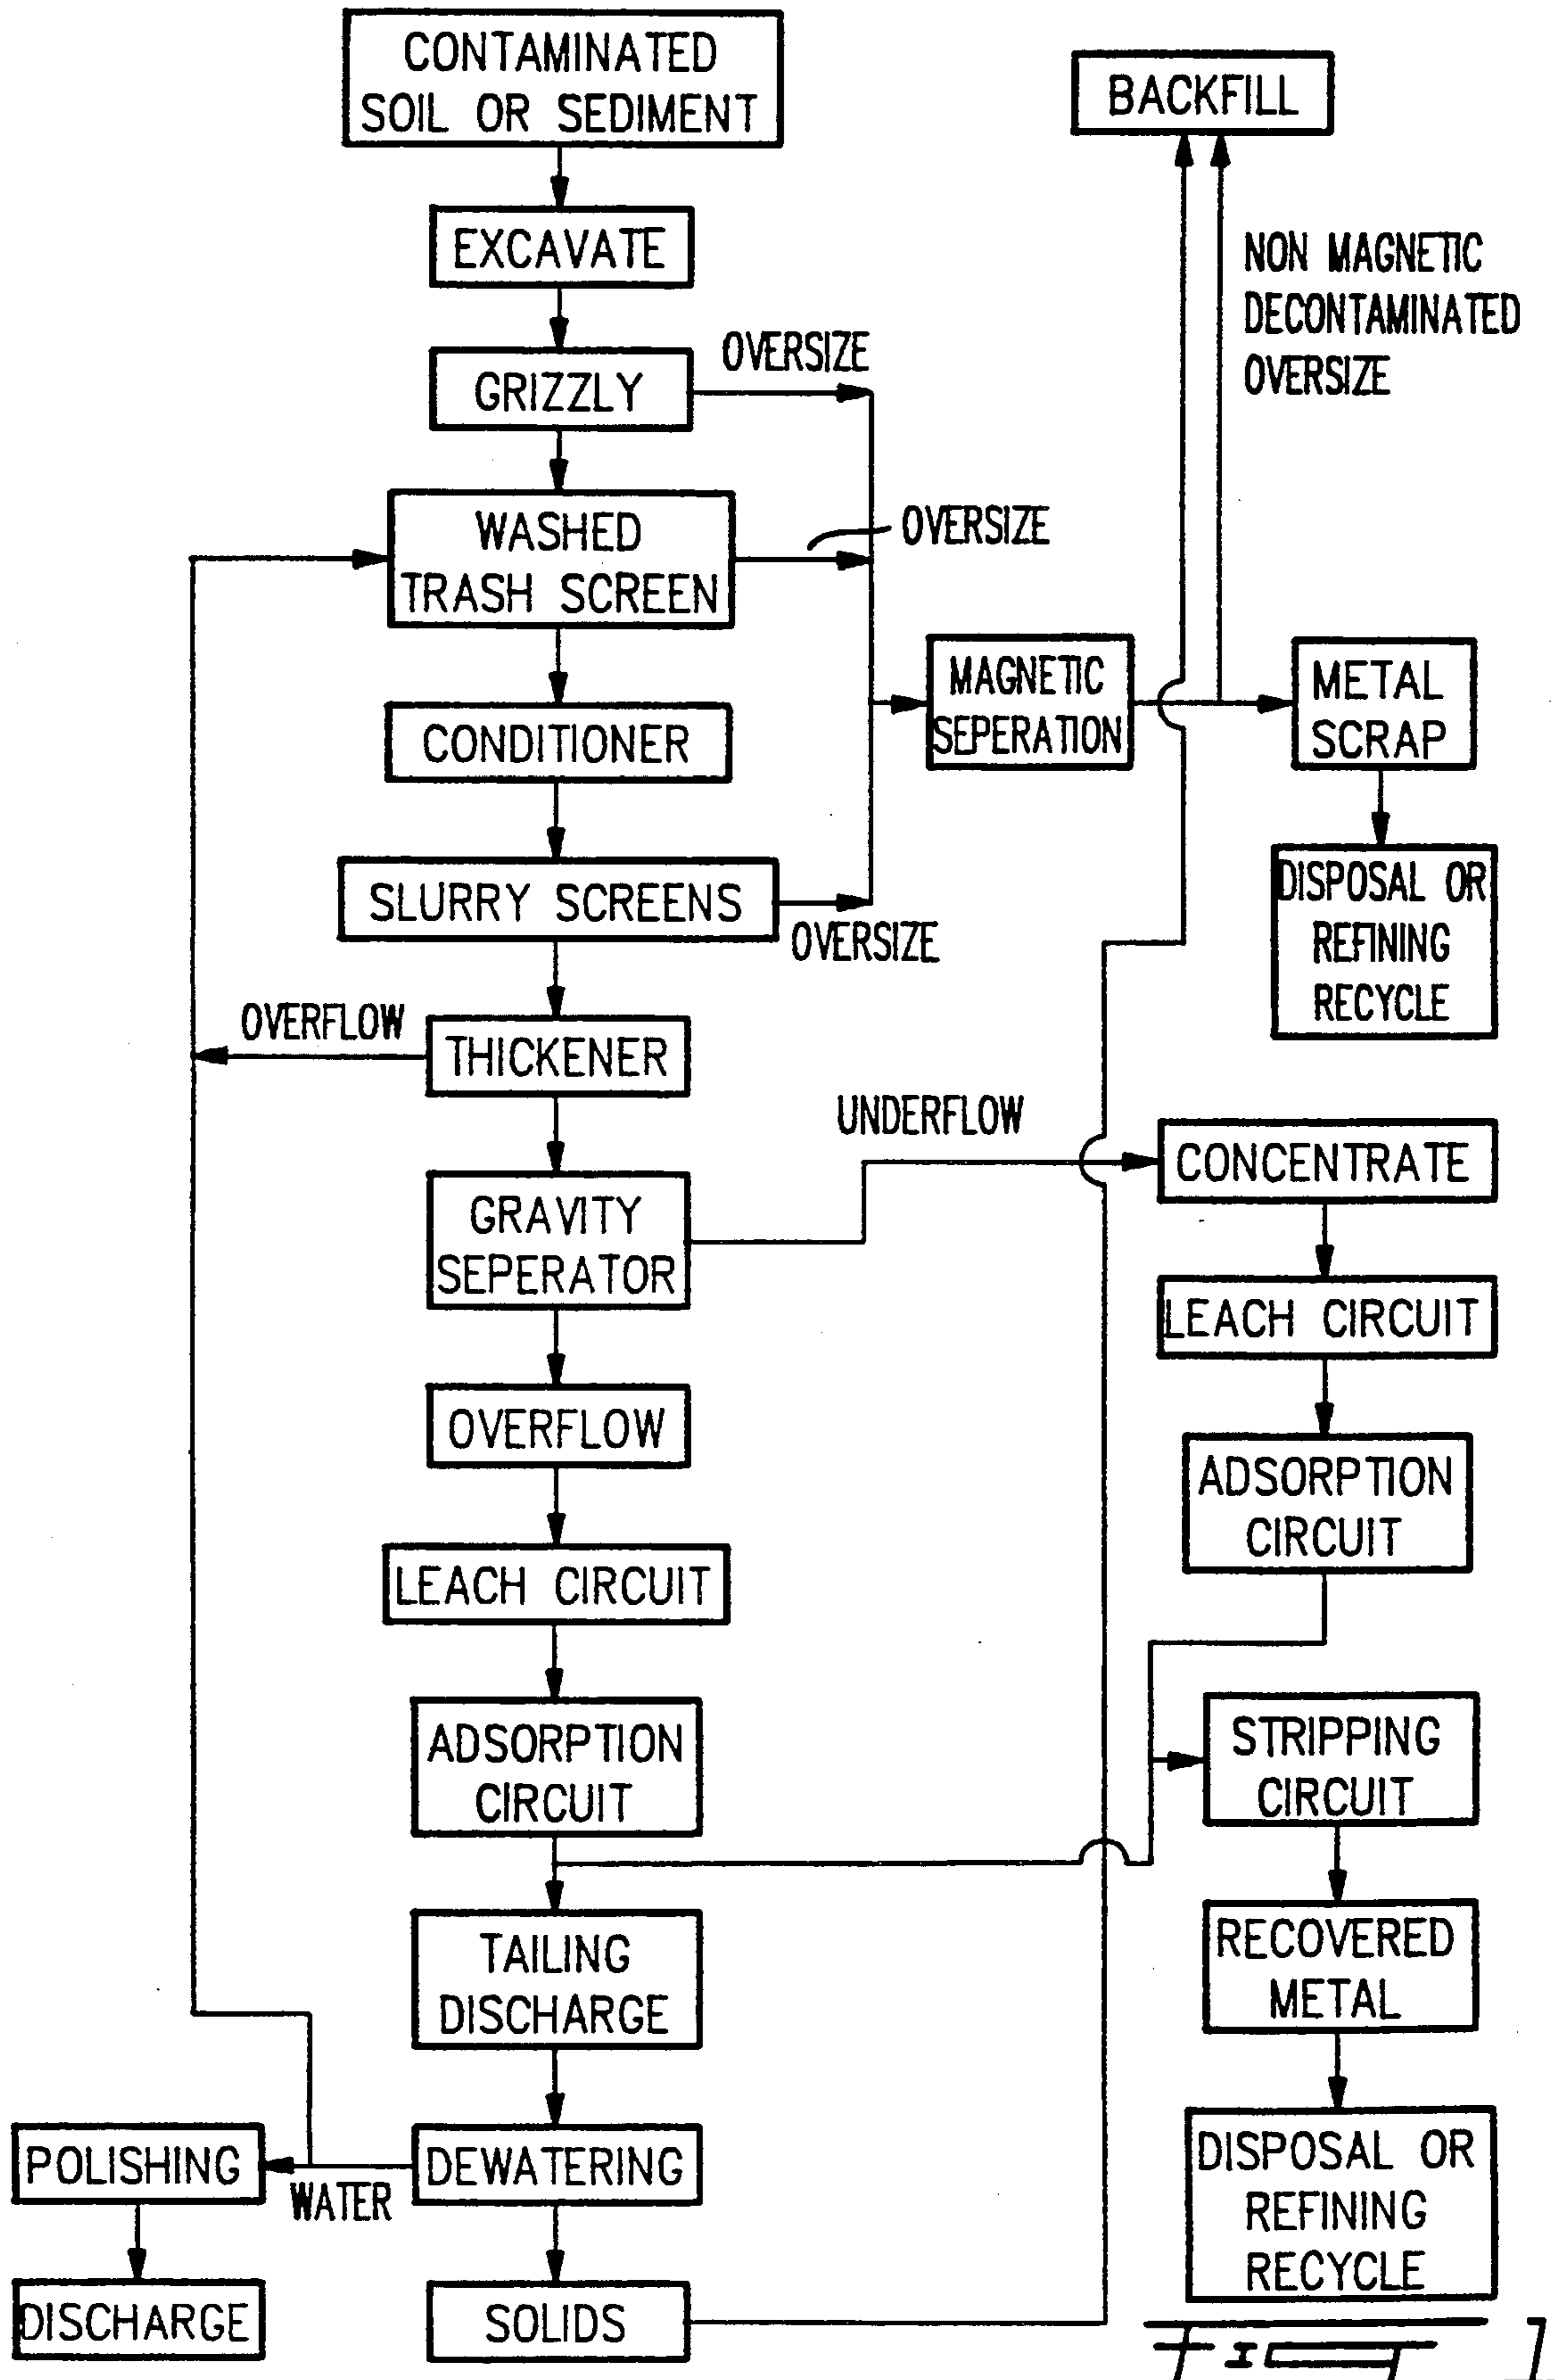 CONTAMINATED
SOIL OR SEDIMENT
BACKFILL
EXCAVATE
NON MAGNETIC
DECONTAMINATED
OVERSIZE
OVERSIZE
GRIZZLY
WASHED
TRASH SCREEN
OVERSIZE
MAGNETIC
SEPERATION
METAL
SCRAP
CONDITIONER
SLURRY SCREENS
OVERSIZE
DISPOSAL OR
REFINING
RECYCLE
OVERFLOW
THICKENER
UNDERFLOW
CONCENTRATE
GRAVITY
SEPERATOR
LEACH CIRCUIT
OVERFLOW
ADSORPTION
CIRCUIT
LEACH CIRCUIT
ADSORPTION
CIRCUIT
STRIPPING
CIRCUIT
TAILING
DISCHARGE
RECOVERED
METAL
POLISHING
WATER
DEWATERING
DISPOSAL OR
REFINING
RECYCLE
DISCHARGE
SOLIDS